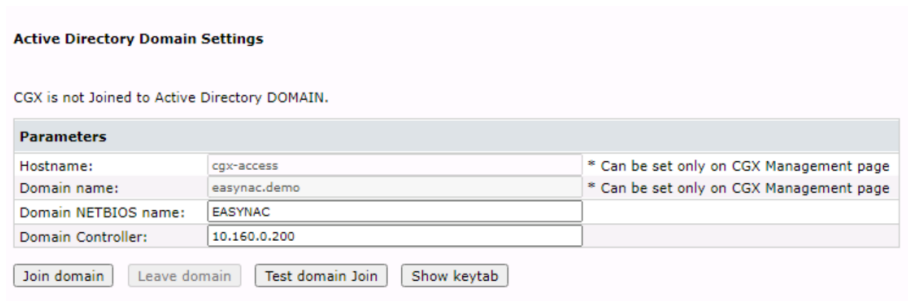 Active Directory Domain Settings
CGX is not Joined to Active Directory DOMAIN.
Parameters
Hostname: cgx-access * Can be set only on CGX Management page
Domain name: easynac.demo * Can be set only on CGX Management page
Domain NETBIOS name: EASYNAC
Domain Controller: 10.160.0.200
Join domain Leave domain Test domain Join Show keytab